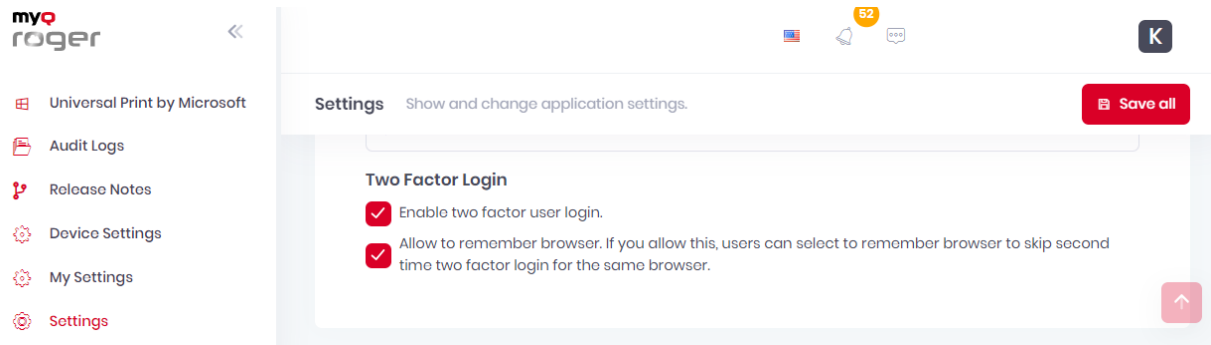 myQ
roger
52
K
Universal Print by Microsoft
Audit Logs
Release Notes
Device Settings
My Settings
Settings
Settings Show and change application settings.
Save all
Two Factor Login
Enable two factor user login.
Allow to remember browser. If you allow this, users can select to remember browser to skip second
time two factor login for the same browser.